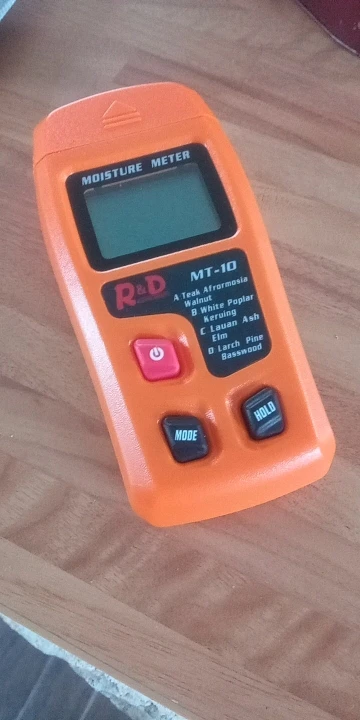 MOISTURE METER
R&D
MT-10
A Teak Afrormosia
Walnut
B White Poplar
Keruing
C Lauan Ash
Elm
D Larch Pine
Basswood
MODE
HOLD